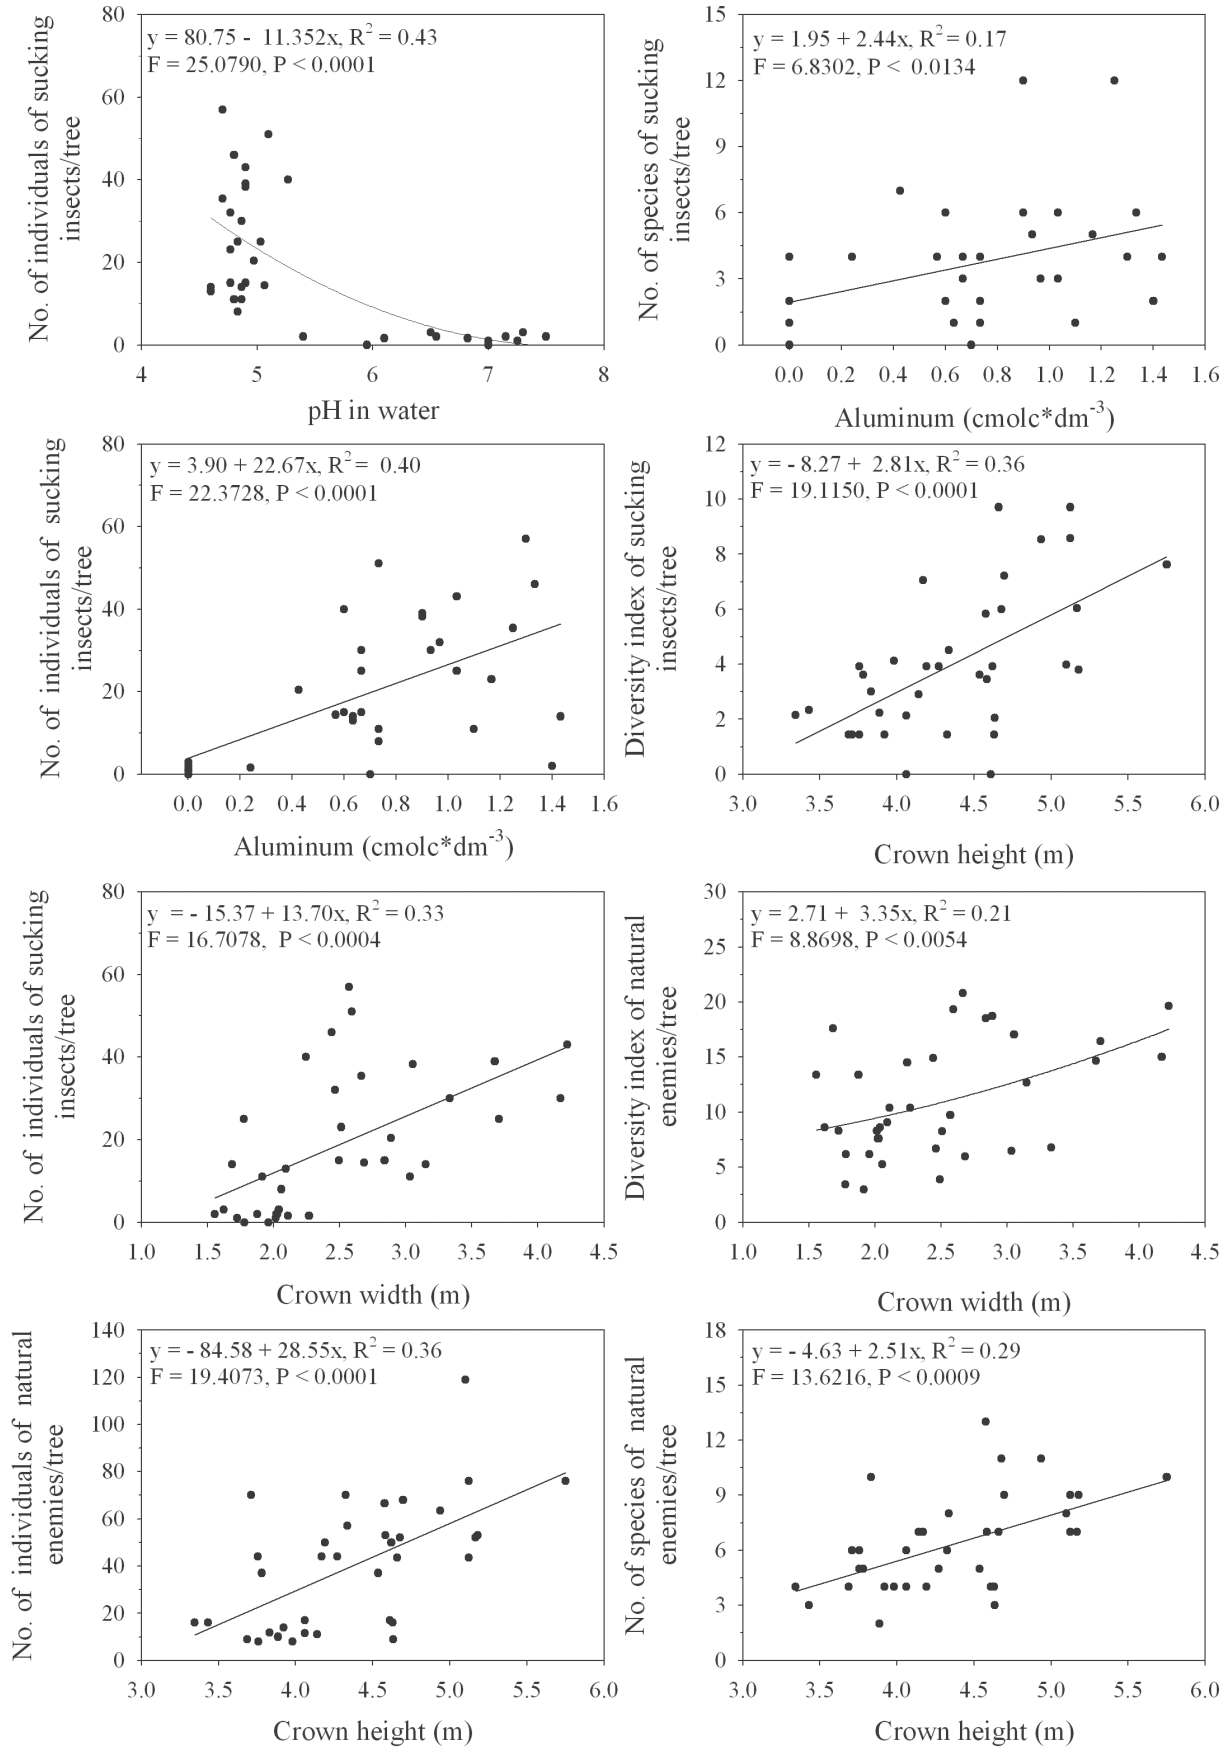 No. of individuals of sucking
insects/tree
y = 80.75 - 11.352x, R² = 0.43
F = 25.0790, P < 0.0001
80
60
40
20
0
4 5 6 7 8
pH in water
No. of species of sucking
insects/tree
y = 1.95 + 2.44x, R² = 0.17
F = 6.8302, P < 0.0134
15
12
9
6
3
0
0.0 0.2 0.4 0.6 0.8 1.0 1.2 1.4 1.6
Aluminum (cmolc*dm⁻³)
No. of individuals of sucking
insects/tree
y = 3.90 + 22.67x, R² = 0.40
F = 22.3728, P < 0.0001
80
60
40
20
0
0.0 0.2 0.4 0.6 0.8 1.0 1.2 1.4 1.6
Aluminum (cmolc*dm⁻³)
Diversity index of sucking
insects/tree
y = - 8.27 + 2.81x, R² = 0.36
F = 19.1150, P < 0.0001
12
10
8
6
4
2
0
3.0 3.5 4.0 4.5 5.0 5.5 6.0
Crown height (m)
No. of individuals of sucking
insects/tree
y = - 15.37 + 13.70x, R² = 0.33
F = 16.7078, P < 0.0004
80
60
40
20
0
1.0 1.5 2.0 2.5 3.0 3.5 4.0 4.5
Crown width (m)
Diversity index of natural
enemies/tree
y = 2.71 + 3.35x, R² = 0.21
F = 8.8698, P < 0.0054
30
25
20
15
10
5
0
1.0 1.5 2.0 2.5 3.0 3.5 4.0 4.5
Crown width (m)
No. of individuals of natural
enemies/tree
y = - 84.58 + 28.55x, R² = 0.36
F = 19.4073, P < 0.0001
140
120
100
80
60
40
20
0
3.0 3.5 4.0 4.5 5.0 5.5 6.0
Crown height (m)
No. of species of natural
enemies/tree
y = - 4.63 + 2.51x, R² = 0.29
F = 13.6216, P < 0.0009
18
15
12
9
6
3
0
3.0 3.5 4.0 4.5 5.0 5.5 6.0
Crown height (m)